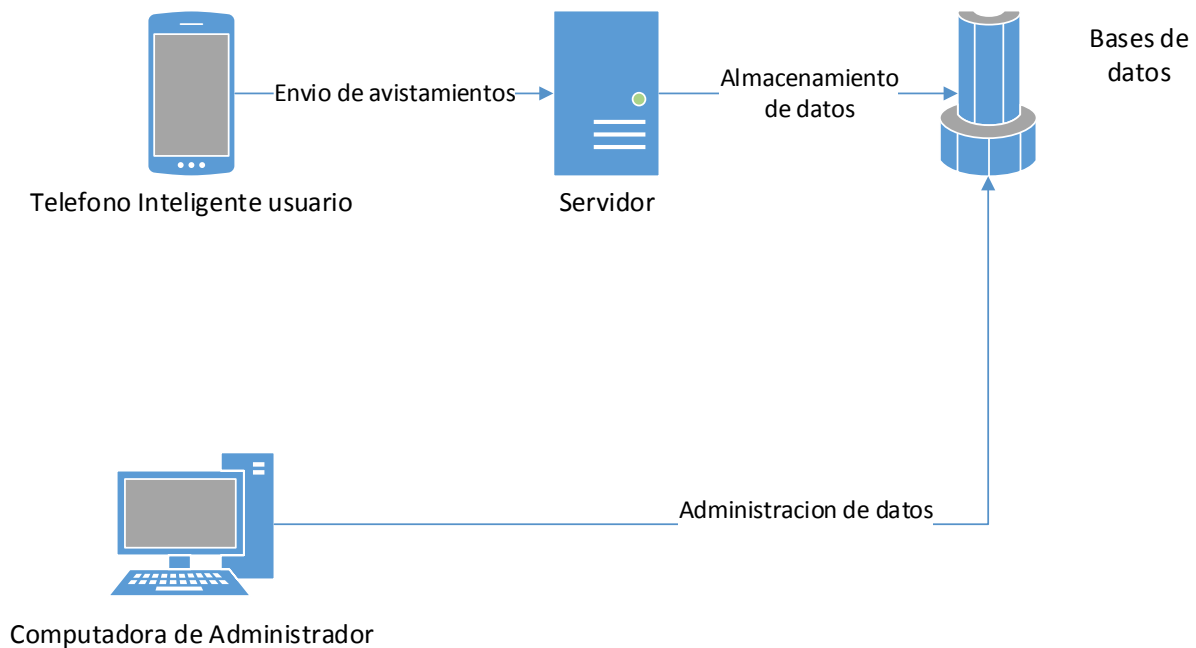 Bases de
datos
Envio de avistamientos
Almacenamiento
de datos
Telefono Inteligente usuario
Servidor
Administracion de datos
Computadora de Administrador